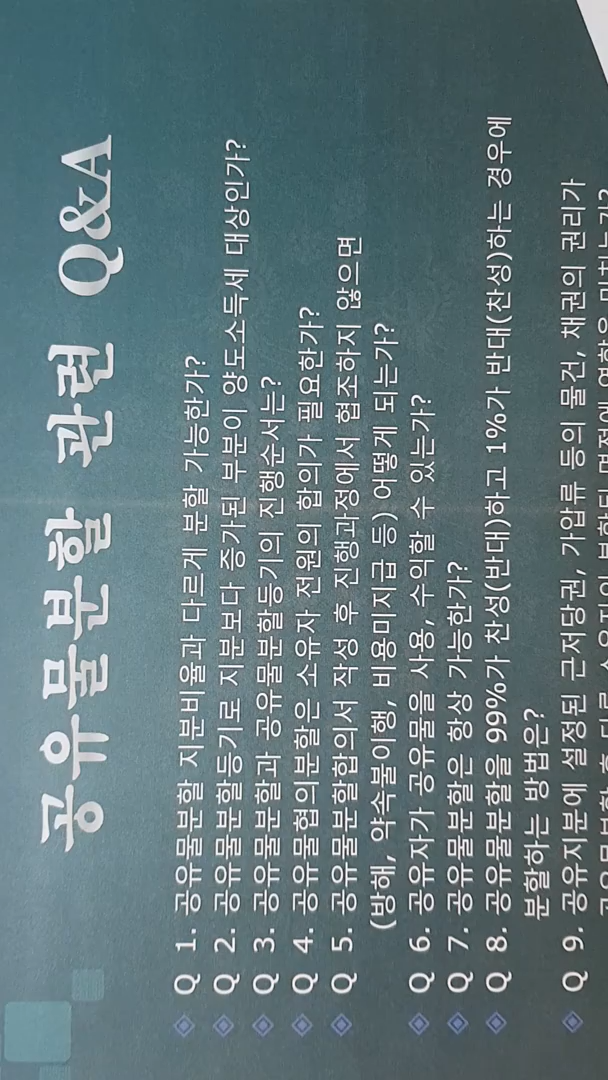 공유물분할 관련 Q&A
Q 1. 공유물분할 지분비율과 다르게 분할 가능한가?
Q 2. 공유물분할등기로 지분보다 증가된 부분이 양도소득세 대상인가?
Q 3. 공유물분할과 공유물분할등기의 진행순서는?
Q 4. 공유물협의분할은 소유자 전원의 합의가 필요한가?
Q 5. 공유물분할합의서 작성 후 진행과정에서 협조하지 않으면
(방해, 약속불이행, 비용미지급 등) 어떻게 되는가?
Q 6. 공유자가 공유물을 사용, 수익할 수 있는가?
Q 7. 공유물분할은 항상 가능한가?
Q 8. 공유물분할을 99%가 찬성(반대)하고 1%가 반대(찬성)하는 경우에
분할하는 방법은?
Q 9. 공유지분에 설정된 근저당권, 가압류 등의 물건, 채권의 권리가